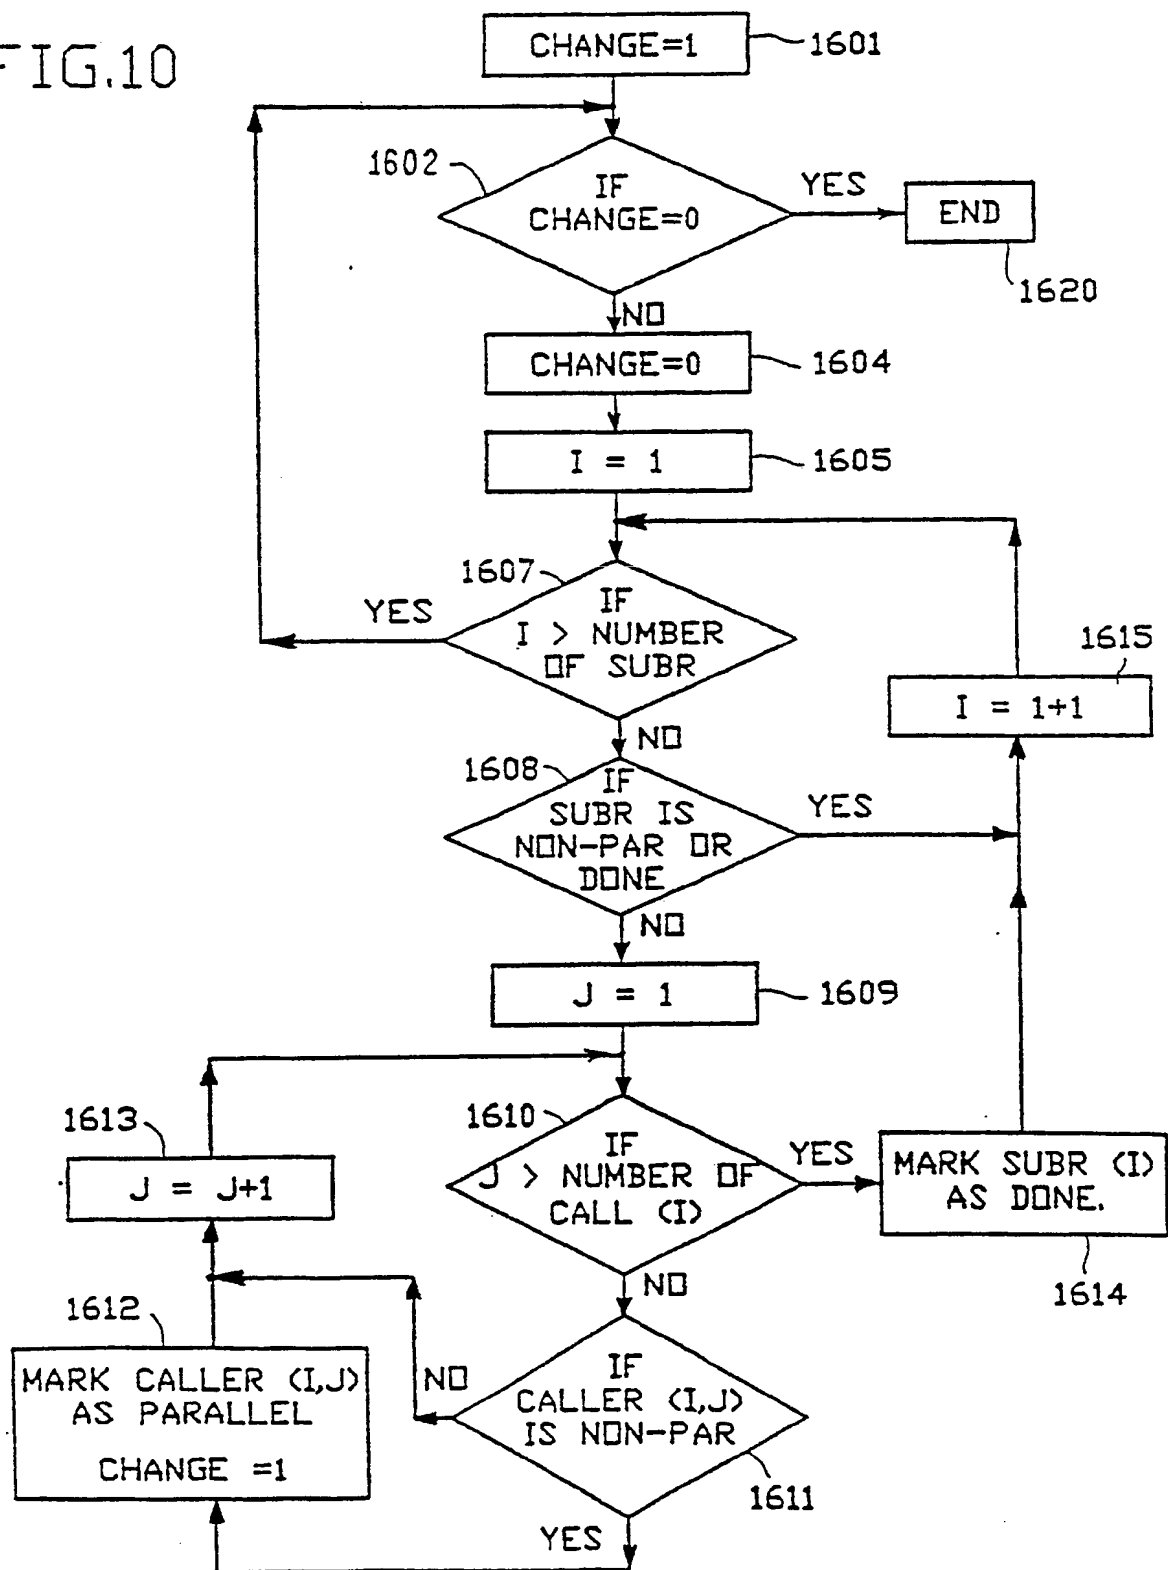 FIG.10
CHANGE=1
1601
1602
IF
CHANGE=0
YES
END
1620
NO
CHANGE=0
1604
I = 1
1605
1607
IF
I > NUMBER
OF SUBR
YES
NO
1615
I = 1+1
1608
IF
SUBR IS
NON-PAR OR
DONE
YES
NO
J = 1
1609
1613
J = J+1
1610
IF
J > NUMBER OF
CALL (I)
YES
MARK SUBR (I)
AS DONE.
1614
NO
1612
MARK CALLER (I,J)
AS PARALLEL
CHANGE =1
NO
IF
CALLER (I,J)
IS NON-PAR
1611
YES